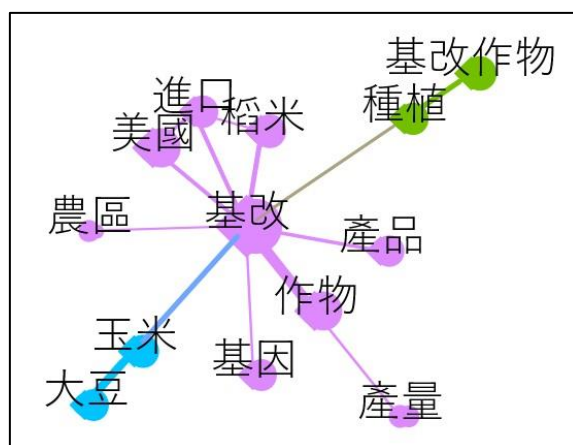 基改作物
種植
進口
稻米
美國
基改
農區
產品
作物
玉米
基因
大豆
產量